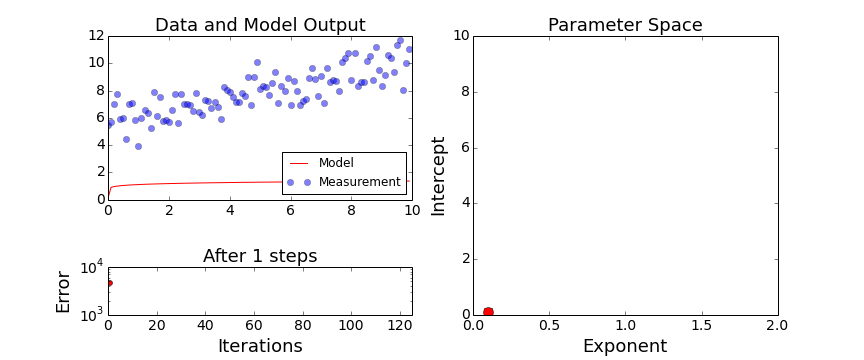 Data and Model Output
12
10
8
6
4
2
0
Model
Measurement
0 2 4 6 8 10
After 1 steps
Error
10^4
10^3
0 20 40 60 80 100 120
Iterations
Parameter Space
Intercept
10
8
6
4
2
0
0.0 0.5 1.0 1.5 2.0
Exponent